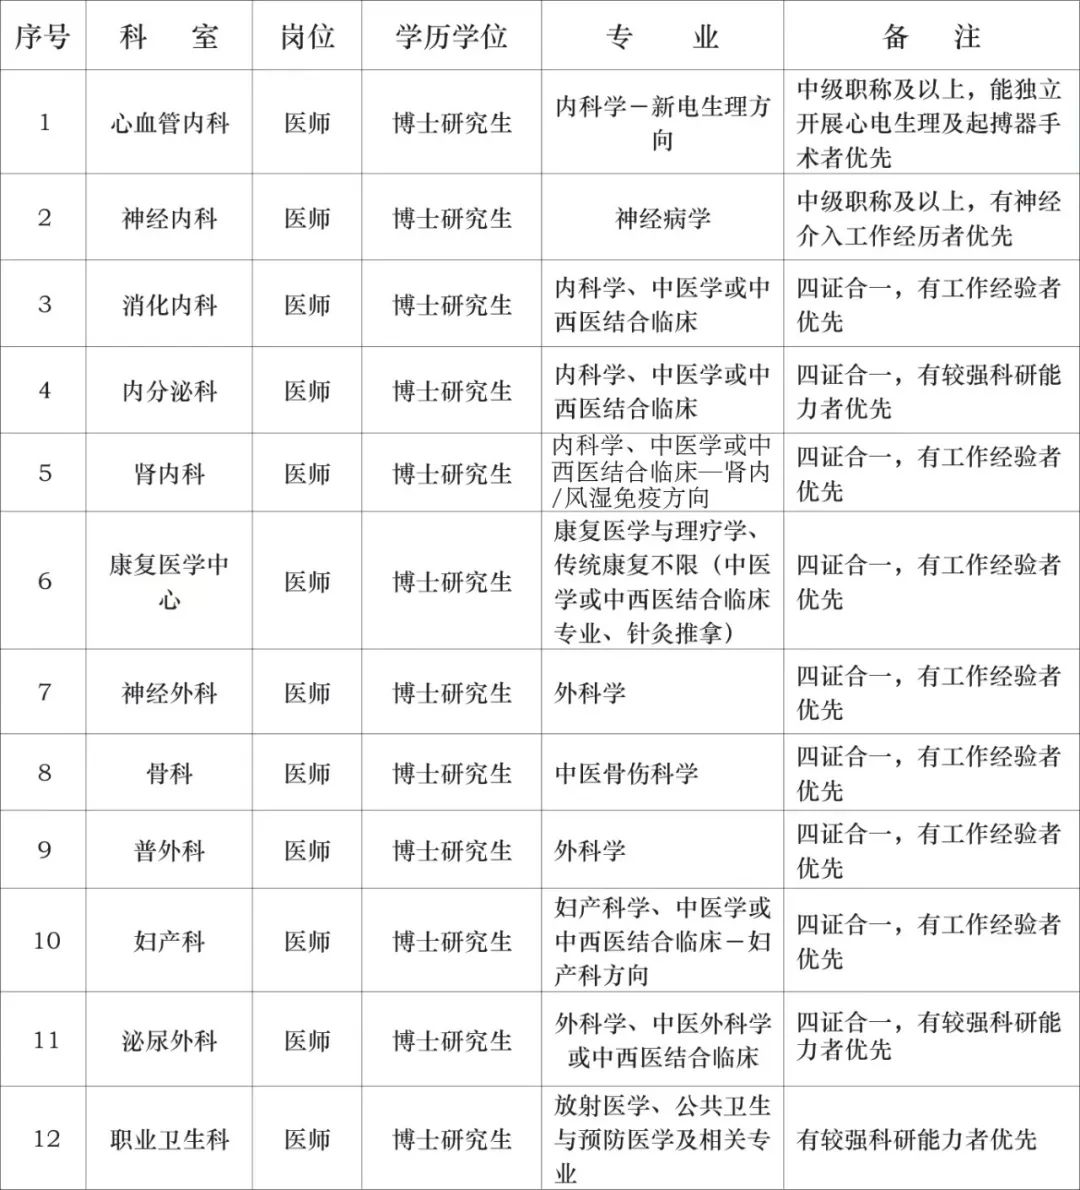 序号 科 室 岗位 学历学位 专 业 备 注
1 心血管内科 医师 博士研究生 内科学－新电生理方
向 中级职称及以上，能独立
开展心电生理及起搏器手
术者优先
2 神经内科 医师 博士研究生 神经病学 中级职称及以上，有神经
介入工作经历者优先
3 消化内科 医师 博士研究生 内科学、中医学或中
西医结合临床 四证合一，有工作经验者
优先
4 内分泌科 医师 博士研究生 内科学、中医学或中
西医结合临床 四证合一，有较强科研能
力者优先
5 肾内科 医师 博士研究生 内科学、中医学或中
西医结合临床—肾内
/风湿免疫方向 四证合一，有工作经验者
优先
6 康复医学中
心 医师 博士研究生 康复医学与理疗学、
传统康复不限（中医
学或中西医结合临床
专业、针灸推拿） 四证合一，有工作经验者
优先
7 神经外科 医师 博士研究生 外科学 四证合一，有工作经验者
优先
8 骨科 医师 博士研究生 中医骨伤科学 四证合一，有工作经验者
优先
9 普外科 医师 博士研究生 外科学 四证合一，有工作经验者
优先
10 妇产科 医师 博士研究生 妇产科学、中医学或
中西医结合临床－妇
产科方向 四证合一，有工作经验者
优先
11 泌尿外科 医师 博士研究生 外科学、中医外科学
或中西医结合临床 四证合一，有较强科研能
力者优先
12 职业卫生科 医师 博士研究生 放射医学、公共卫生
与预防医学及相关专
业 有较强科研能力者优先